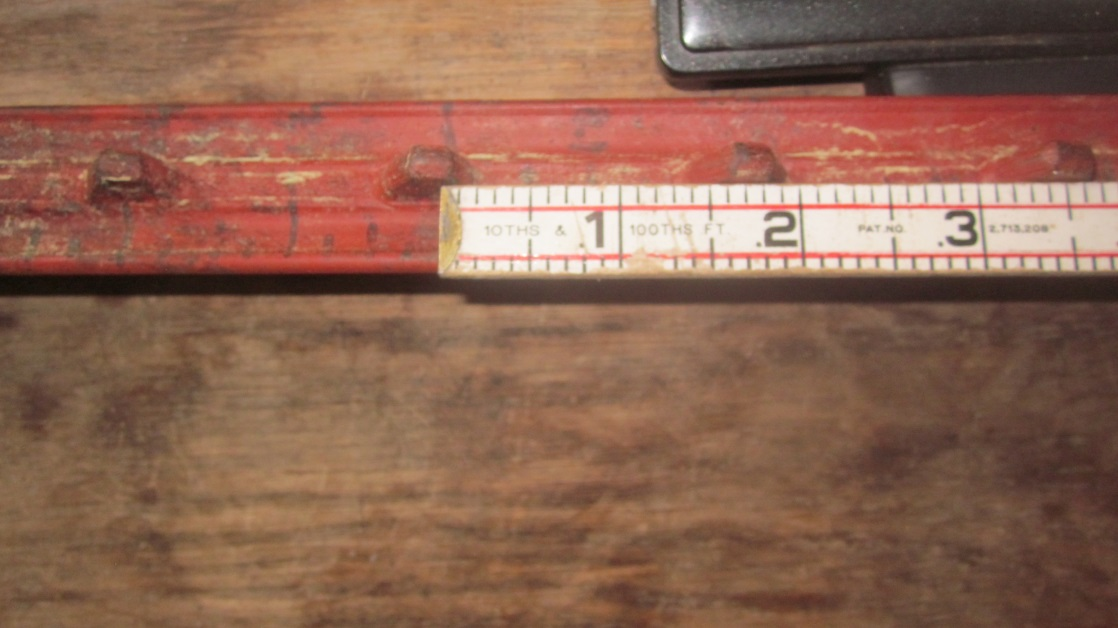 10THS & .1 100THS FT. .2 PAT.NO. .3 2,713,208